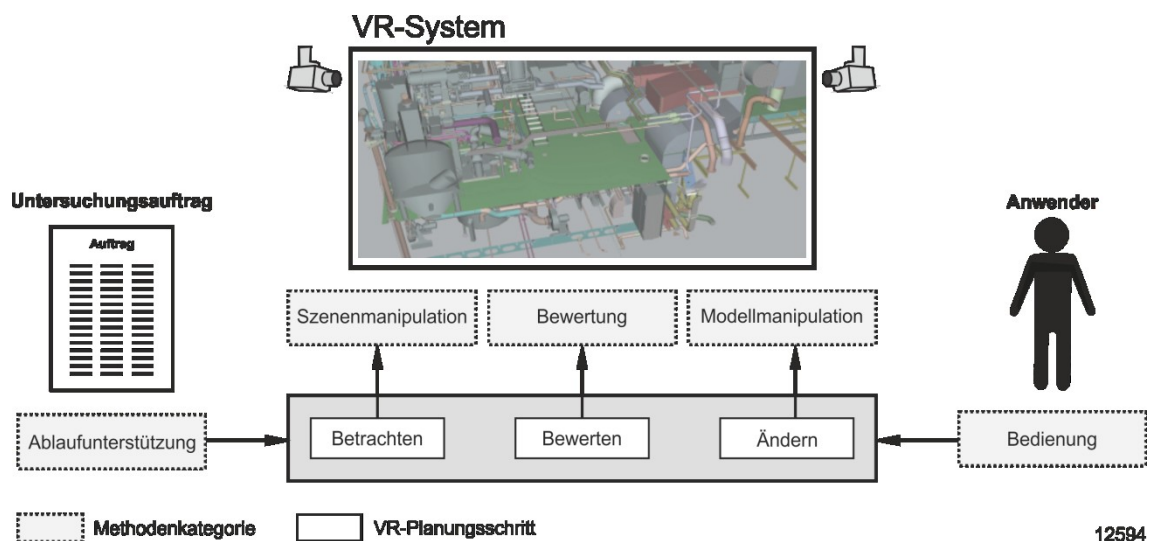 VR-System
Untersuchungsauftrag
Auftrag
Anwender
Szenenmanipulation
Bewertung
Modellmanipulation
Ablaufunterstützung
Betrachten
Bewerten
Ändern
Bedienung
Methodenkategorie
VR-Planungsschritt
12594